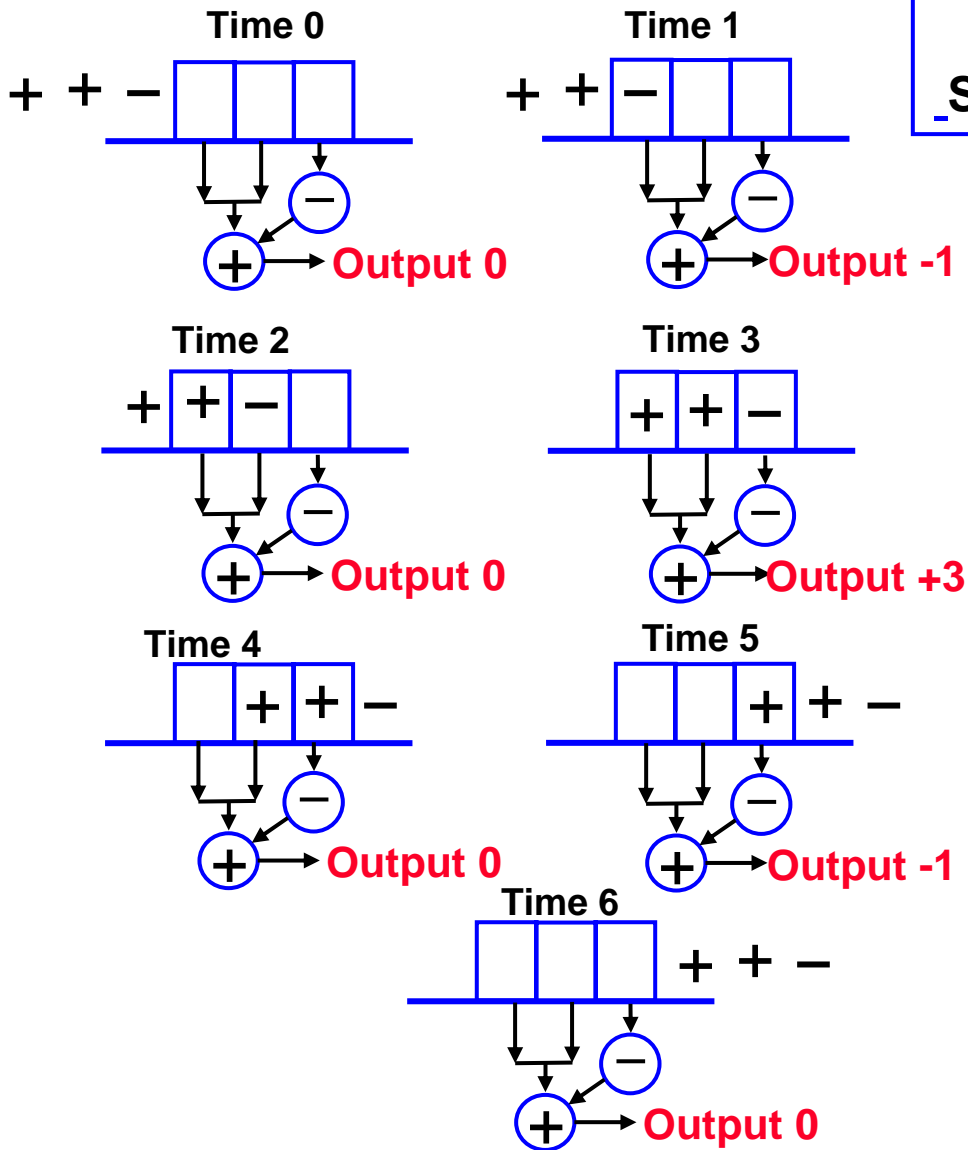 Time 0
Time 1
+ + −
+ + −
S
−
−
+
Output 0
+
Output -1
Time 2
Time 3
+ + −
+ + −
−
−
+
Output 0
+
Output +3
Time 4
Time 5
+ + −
+ + −
−
−
+
Output 0
+
Output -1
Time 6
+ + −
−
+
Output 0